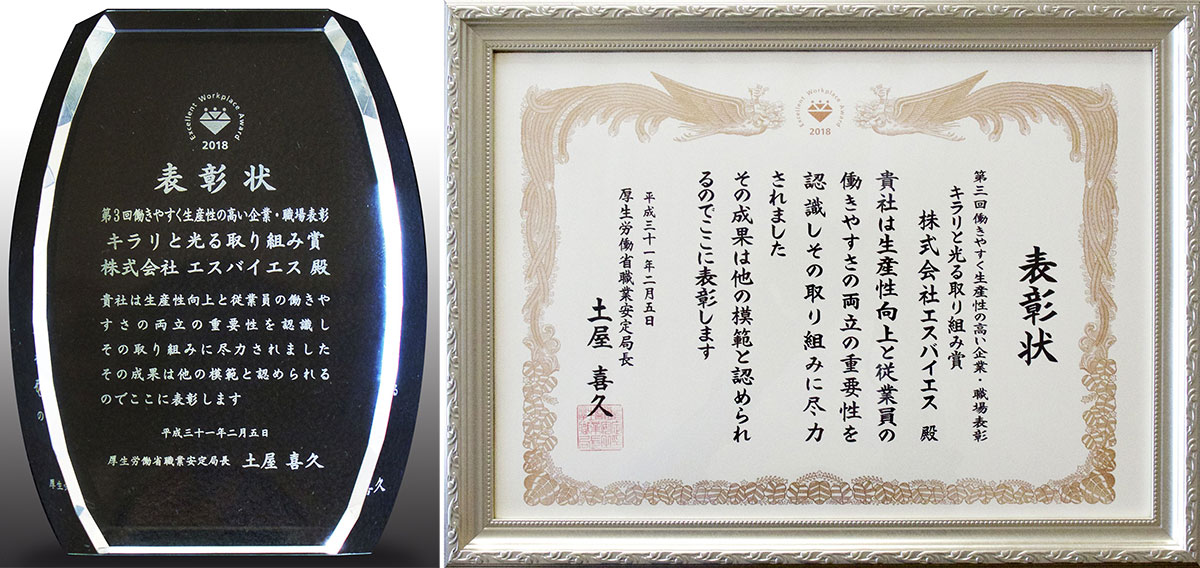 Excellent Workplace Award
2018
表彰状
第3回働きやすく生産性の高い企業・職場表彰
キラリと光る取り組み賞
株式会社 エスバイエス 殿
貴社は生産性向上と従業員の働きや
すさの両立の重要性を認識し
その取り組みに尽力されました
その成果は他の模範と認められる
のでここに表彰します
平成三十一年二月五日
厚生労働省職業安定局長 土屋 喜久
Excellent Workplace Award
2018
表彰状
第三回働きやすく生産性の高い企業・職場表彰
キラリと光る取り組み賞
株式会社エスバイエス 殿
貴社は生産性向上と従業員の
働きやすさの両立の重要性を
認識しその取り組みに尽力
されました
その成果は他の模範と認められ
るのでここに表彰します
平成三十一年二月五日
厚生労働省職業安定局長
土屋 喜久